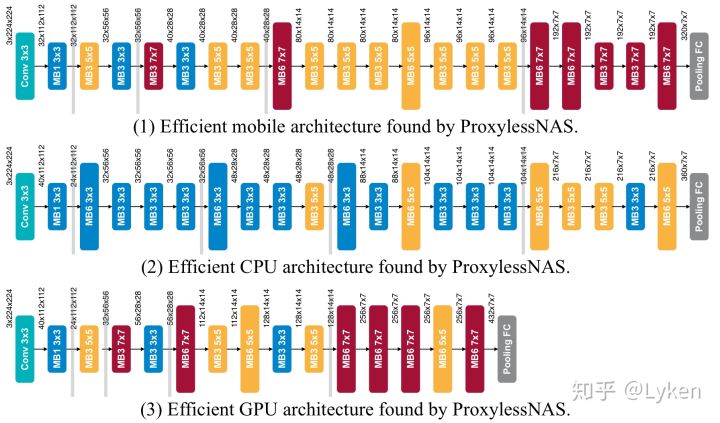 3x224x224 32x112x112 32x112x112 32x56x56 32x56x56 40x28x28 40x28x28 40x28x28 40x28x28 80x14x14 80x14x14 80x14x14 80x14x14 96x14x14 96x14x14 96x14x14 96x14x14 192x7x7 192x7x7 192x7x7 192x7x7 320x7x7
Conv 3x3 MB1 3x3 MB3 5x5 MB3 3x3 MB3 7x7 MB3 3x3 MB3 5x5 MB3 5x5 MB6 7x7 MB3 5x5 MB3 5x5 MB3 5x5 MB6 5x5 MB3 5x5 MB3 5x5 MB3 5x5 MB6 7x7 MB6 7x7 MB3 7x7 MB3 7x7 MB6 7x7 Pooling FC
(1) Efficient mobile architecture found by ProxylessNAS.
3x224x224 40x112x112 24x112x112 32x56x56 32x56x56 32x56x56 32x56x56 48x28x28 48x28x28 48x28x28 48x28x28 88x14x14 88x14x14 104x14x14 104x14x14 104x14x14 104x14x14 216x7x7 216x7x7 216x7x7 216x7x7 360x7x7
Conv 3x3 MB1 3x3 MB6 3x3 MB3 3x3 MB3 3x3 MB3 3x3 MB6 3x3 MB3 3x3 MB3 3x3 MB3 5x5 MB6 3x3 MB3 3x3 MB6 5x5 MB3 3x3 MB3 3x3 MB3 3x3 MB6 5x5 MB3 5x5 MB3 5x5 MB3 3x3 MB6 5x5 Pooling FC
(2) Efficient CPU architecture found by ProxylessNAS.
3x224x224 40x112x112 24x112x112 32x56x56 56x28x28 56x28x28 112x14x14 112x14x14 128x14x14 128x14x14 128x14x14 256x7x7 256x7x7 256x7x7 256x7x7 432x7x7
Conv 3x3 MB1 3x3 MB3 5x5 MB3 7x7 MB3 3x3 MB6 7x7 MB3 5x5 MB6 5x5 MB3 3x3 MB3 5x5 MB6 7x7 MB6 7x7 MB6 7x7 MB6 5x5 MB6 7x7 Pooling FC
(3) Efficient GPU architecture found by ProxylessNAS.
知乎 @Lyken